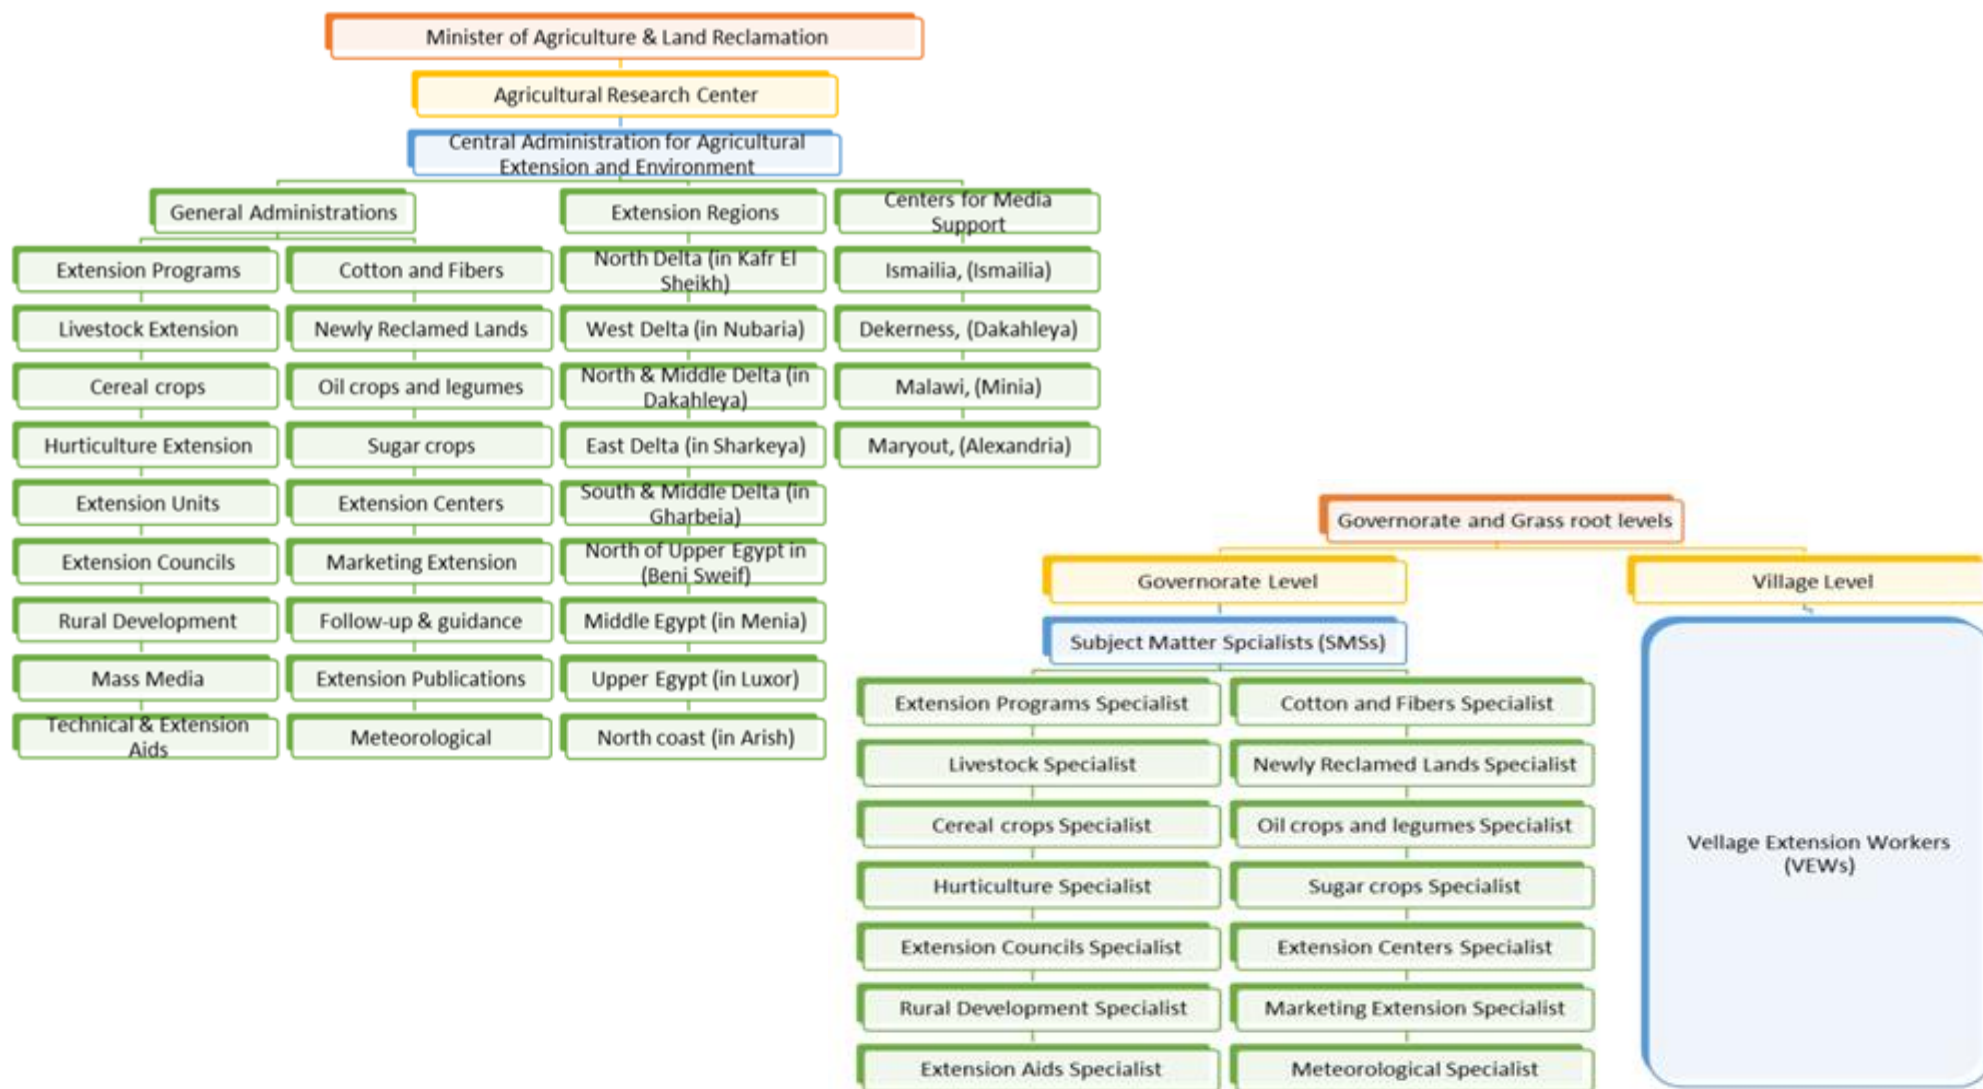 Minister of Agriculture & Land Reclamation
Agricultural Research Center
Central Administration for Agricultural
Extension and Environment
General Administrations
Extension Programs
Livestock Extension
Cereal crops
Hurticulture Extension
Extension Units
Extension Councils
Rural Development
Mass Media
Technical & Extension
Aids
Cotton and Fibers
Newly Reclamed Lands
Oil crops and legumes
Sugar crops
Extension Centers
Marketing Extension
Follow-up & guidance
Extension Publications
Meteorological
Extension Regions
North Delta (in Kafr El
Sheikh)
West Delta (in Nubaria)
North & Middle Delta (in
Dakahleya)
East Delta (in Sharkeya)
South & Middle Delta (in
Gharbeia)
North of Upper Egypt in
(Beni Sweif)
Middle Egypt (in Menia)
Upper Egypt (in Luxor)
North coast (in Arish)
Centers for Media
Support
Ismailia, (Ismailia)
Dekerness, (Dakahleya)
Malawi, (Minia)
Maryout, (Alexandria)
Governorate and Grass root levels
Governorate Level
Subject Matter Spcialists (SMSs)
Extension Programs Specialist
Livestock Specialist
Cereal crops Specialist
Hurticulture Specialist
Extension Councils Specialist
Rural Development Specialist
Extension Aids Specialist
Cotton and Fibers Specialist
Newly Reclamed Lands Specialist
Oil crops and legumes Specialist
Sugar crops Specialist
Extension Centers Specialist
Marketing Extension Specialist
Meteorological Specialist
Village Level
Vellage Extension Workers
(VEWs)